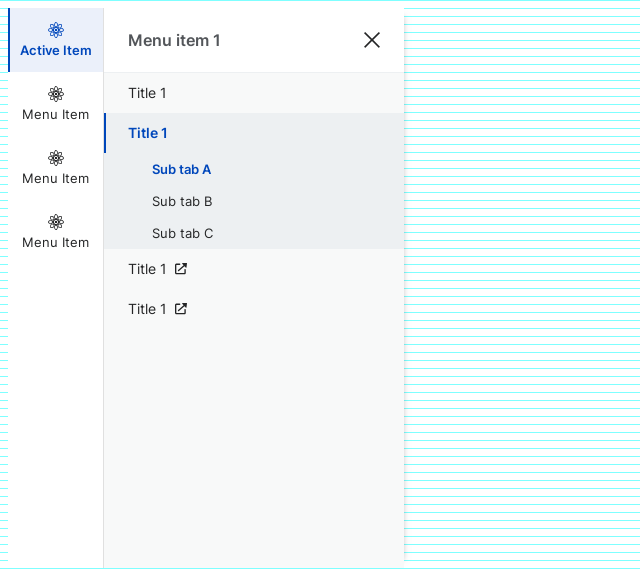 Active Item
Menu Item
Menu Item
Menu Item
Menu item 1
Title 1
Title 1
Sub tab A
Sub tab B
Sub tab C
Title 1
Title 1